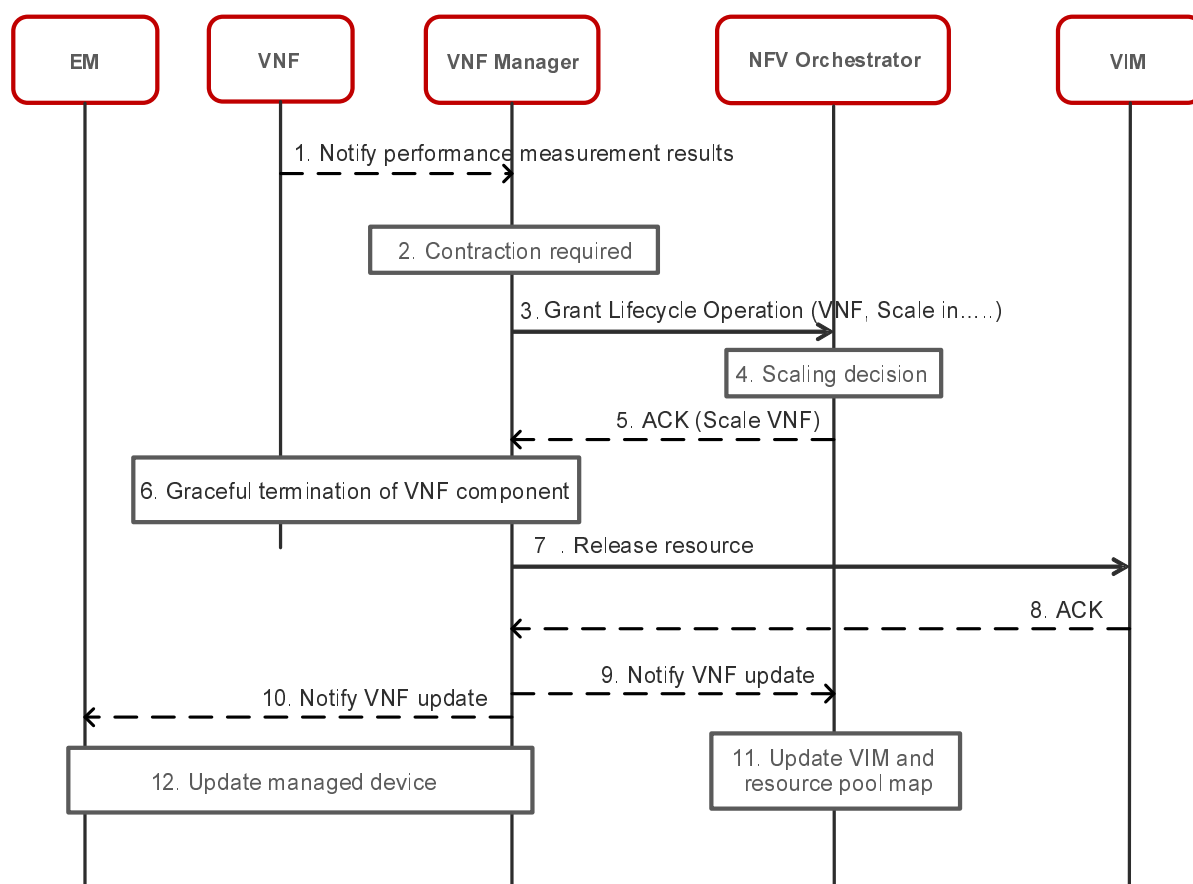 EM
VNF
VNF Manager
NFV Orchestrator
VIM
1. Notify performance measurement results
2. Contraction required
3. Grant Lifecycle Operation (VNF, Scale in.....)
4. Scaling decision
5. ACK (Scale VNF)
6. Graceful termination of VNF component
7 . Release resource
8. ACK
9. Notify VNF update
10. Notify VNF update
11. Update VIM and
resource pool map
12. Update managed device